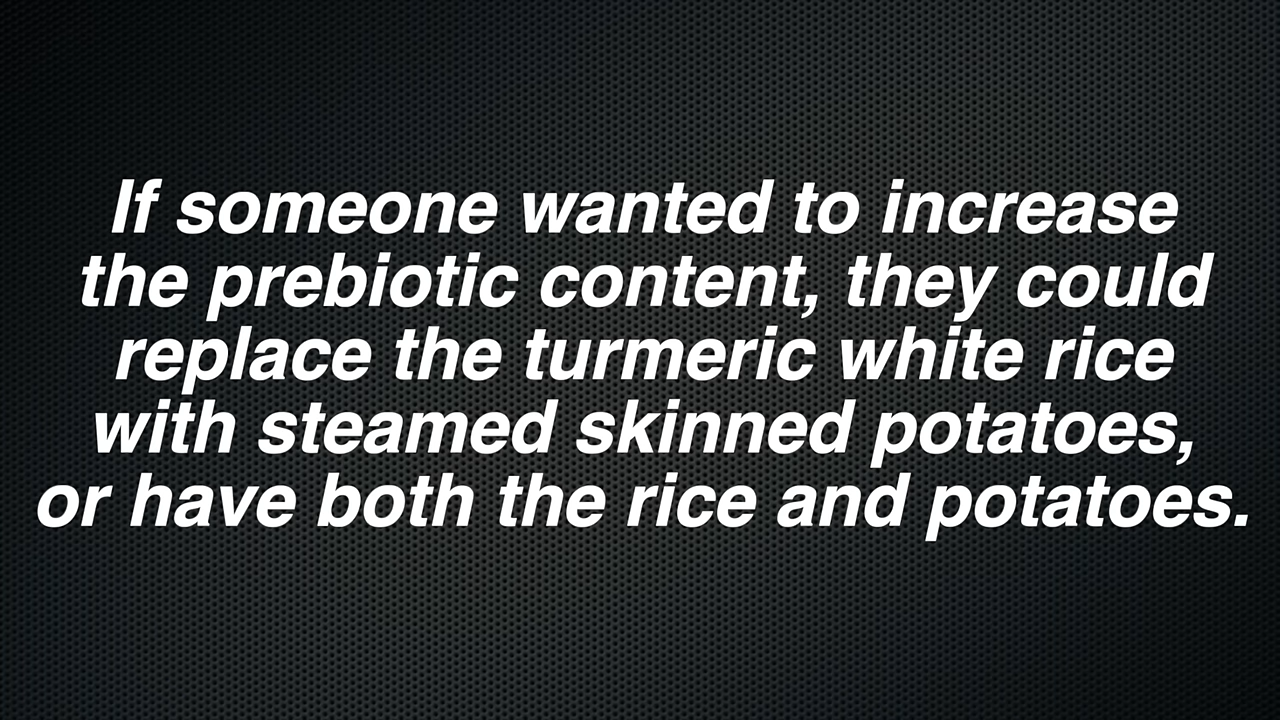 If someone wanted to increase
the prebiotic content, they could
replace the turmeric white rice
with steamed skinned potatoes,
or have both the rice and potatoes.